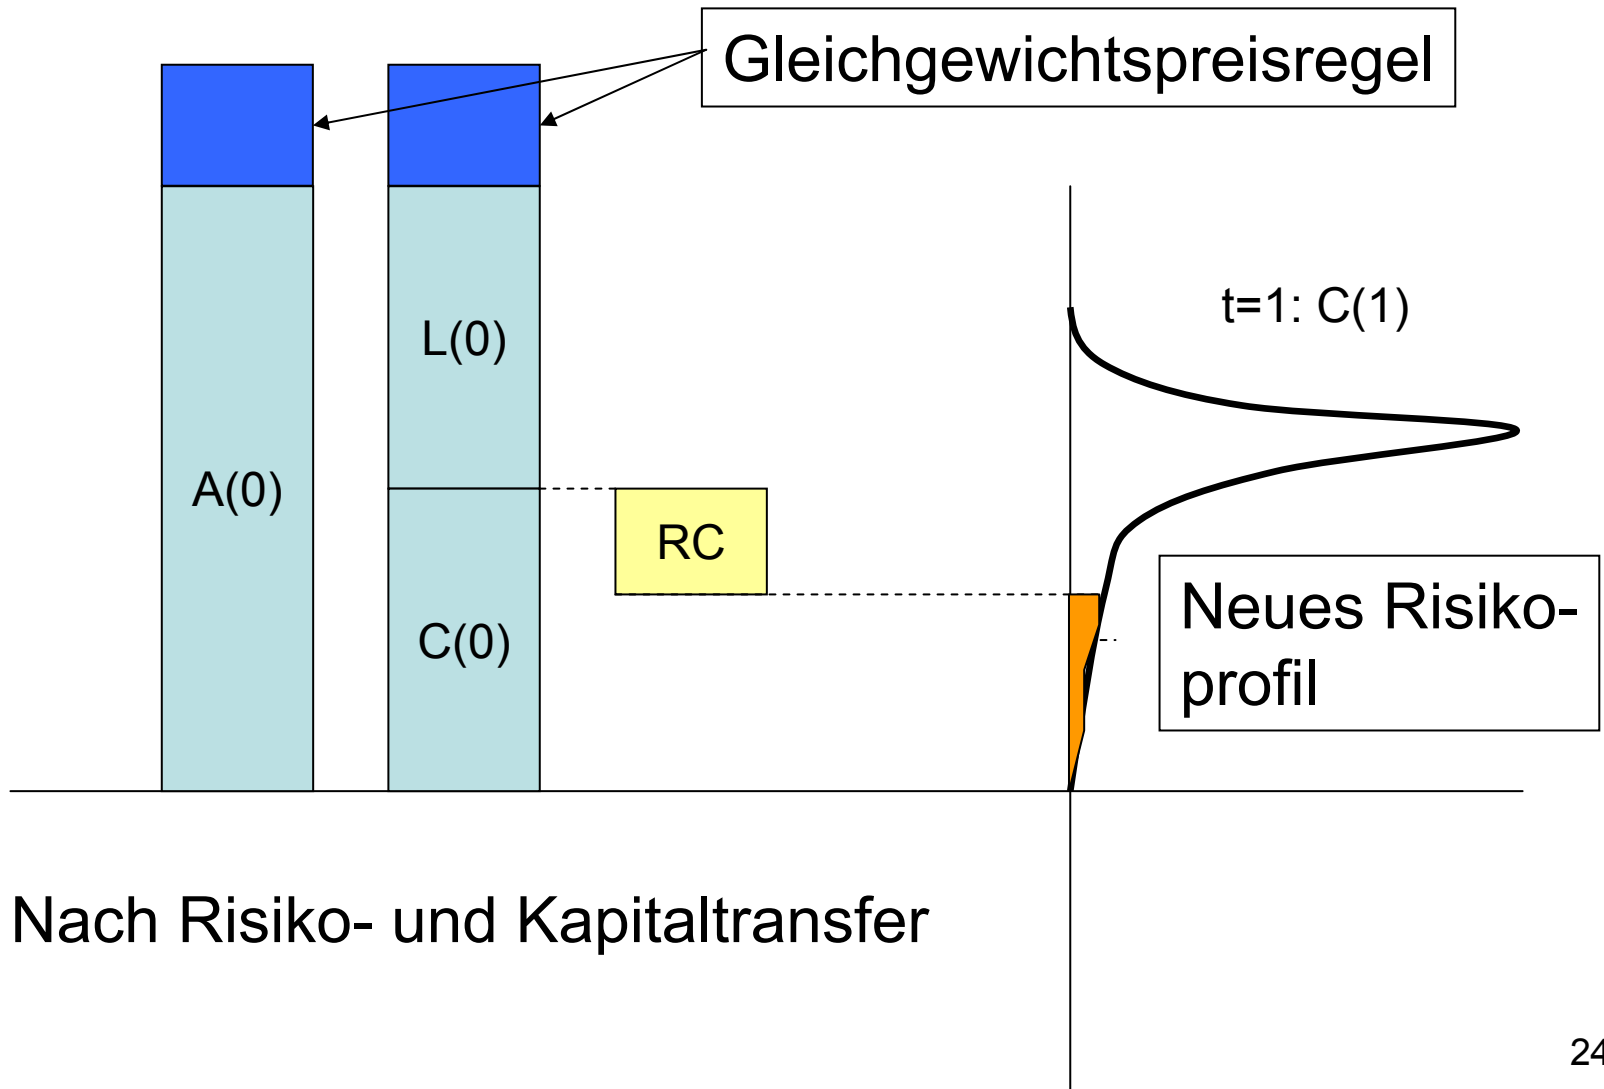 Gleichgewichtspreisregel
t=1: C(1)
L(0)
A(0)
RC
C(0)
Neues Risiko-
profil
Nach Risiko- und Kapitaltransfer
24